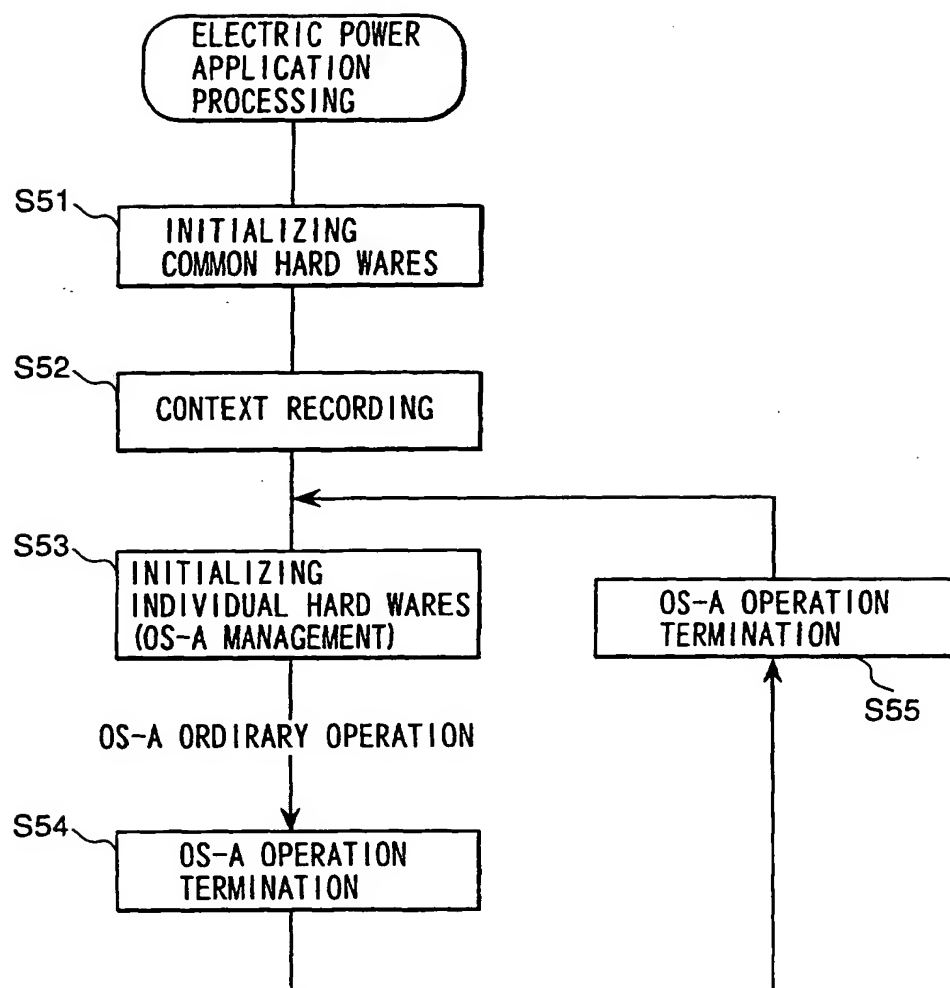 ELECTRIC POWER
APPLICATION
PROCESSING
S51
INITIALIZING
COMMON HARD WARES
S52
CONTEXT RECORDING
S53
INITIALIZING
INDIVIDUAL HARD WARES
(OS-A MANAGEMENT)
OS-A OPERATION
TERMINATION
S55
OS-A ORDIRARY OPERATION
S54
OS-A OPERATION
TERMINATION